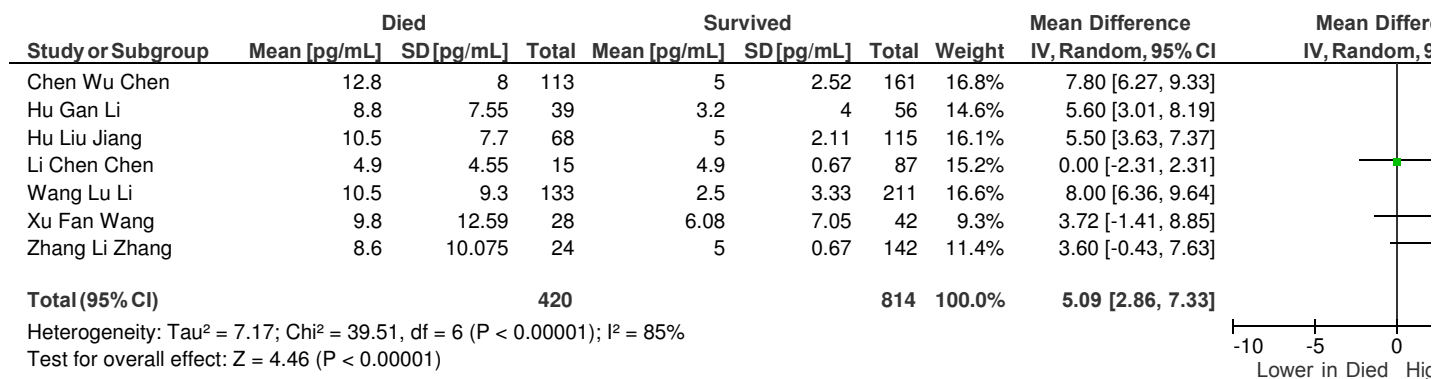 Died Survived Mean Difference Mean Differ
Study or Subgroup Mean [pg/mL] SD [pg/mL] Total Mean [pg/mL] SD [pg/mL] Total Weight IV, Random, 95% CI IV, Random, 9
Chen Wu Chen 12.8 8 113 5 2.52 161 16.8% 7.80 [6.27, 9.33]
Hu Gan Li 8.8 7.55 39 3.2 4 56 14.6% 5.60 [3.01, 8.19]
Hu Liu Jiang 10.5 7.7 68 5 2.11 115 16.1% 5.50 [3.63, 7.37]
Li Chen Chen 4.9 4.55 15 4.9 0.67 87 15.2% 0.00 [-2.31, 2.31]
Wang Lu Li 10.5 9.3 133 2.5 3.33 211 16.6% 8.00 [6.36, 9.64]
Xu Fan Wang 9.8 12.59 28 6.08 7.05 42 9.3% 3.72 [-1.41, 8.85]
Zhang Li Zhang 8.6 10.075 24 5 0.67 142 11.4% 3.60 [-0.43, 7.63]
Total (95% CI) 420 814 100.0% 5.09 [2.86, 7.33]
Heterogeneity: Tau² = 7.17; Chi² = 39.51, df = 6 (P < 0.00001); I² = 85%
Test for overall effect: Z = 4.46 (P < 0.00001)
-10 -5 0
Lower in Died Hig